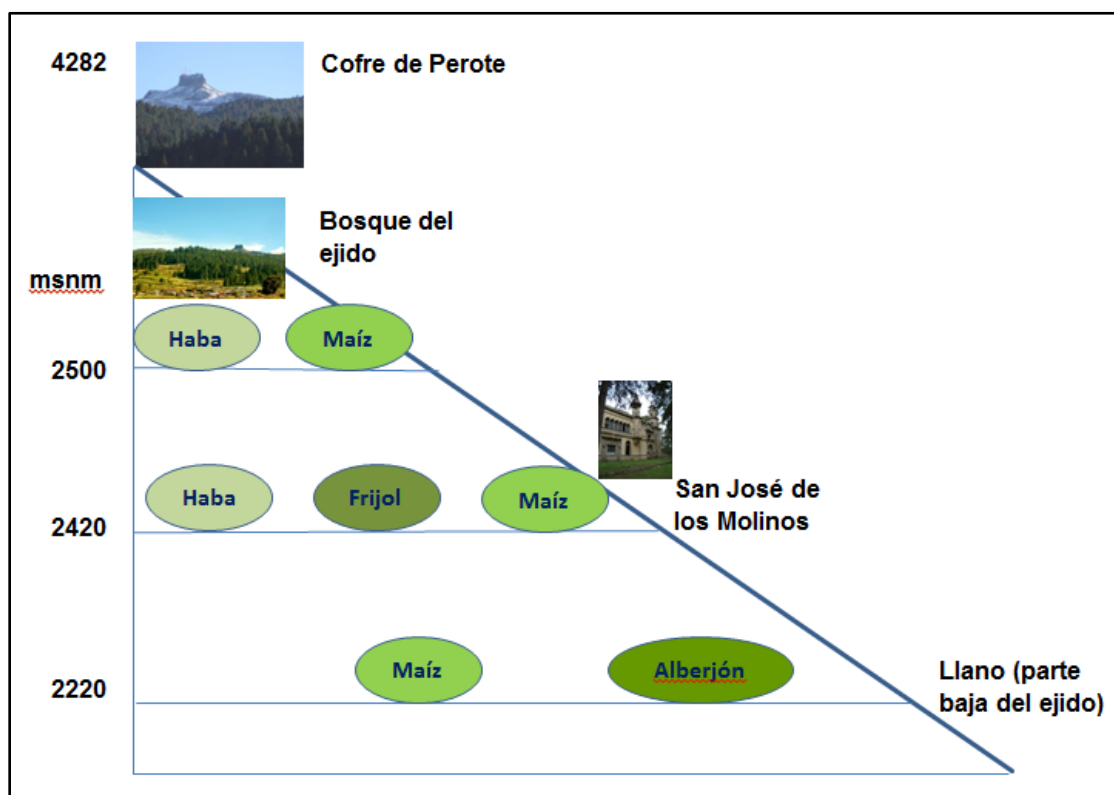 4282
Cofre de Perote
Bosque del
ejido
msnm
Haba
Maíz
2500
Haba
Frijol
Maíz
San José de
los Molinos
2420
Maíz
Alberjón
Llano (parte
baja del ejido)
2220